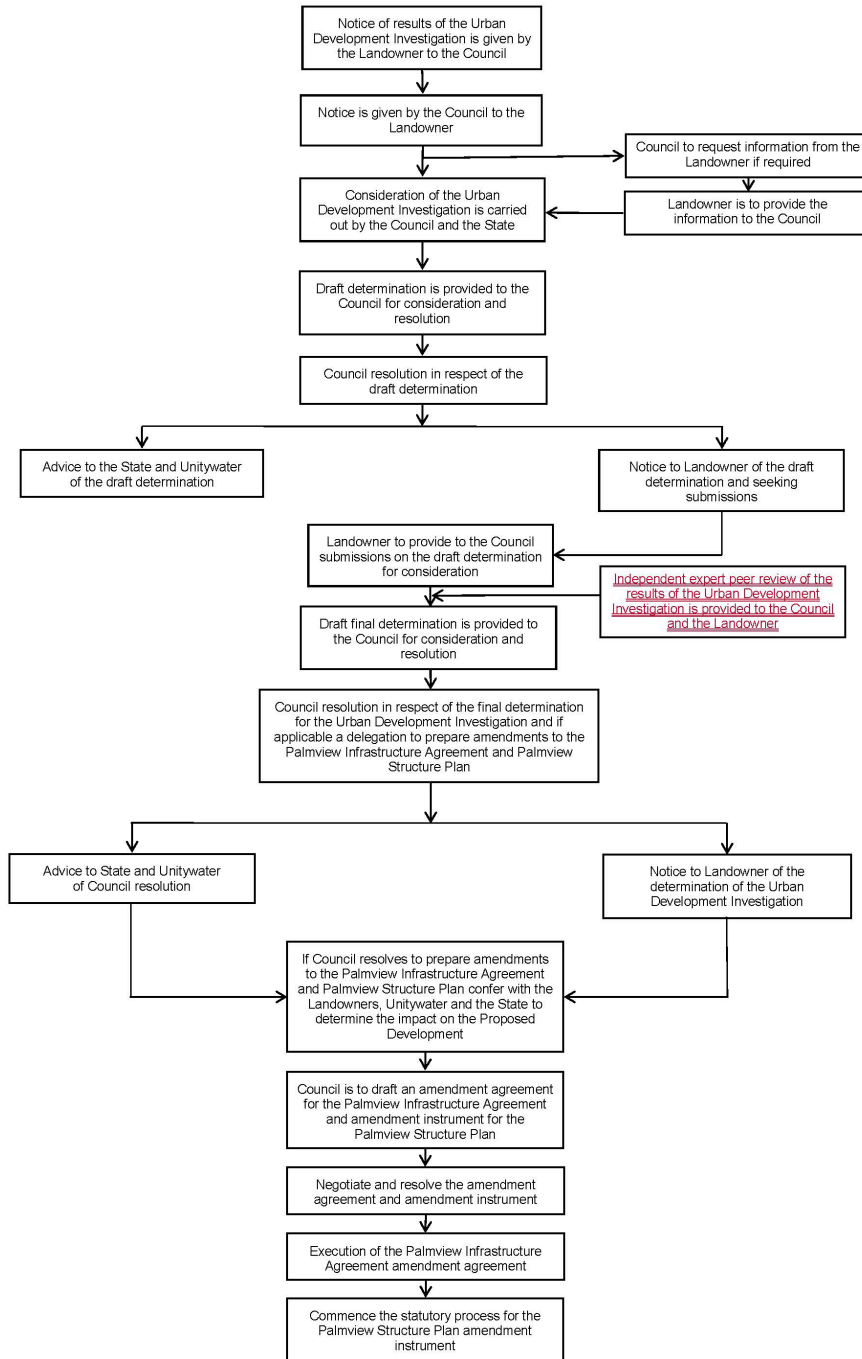 Notice of results of the Urban
Development Investigation is given by
the Landowner to the Council
Notice is given by the Council to the
Landowner
Council to request information from the
Landowner if required
Consideration of the Urban
Development Investigation is carried
out by the Council and the State
Landowner is to provide the
information to the Council
Draft determination is provided to the
Council for consideration and
resolution
Council resolution in respect of the
draft determination
Advice to the State and Unitywater
of the draft determination
Notice to Landowner of the draft
determination and seeking
submissions
Landowner to provide to the Council
submissions on the draft determination
for consideration
Independent expert peer review of the
results of the Urban Development
Investigation is provided to the Council
and the Landowner
Draft final determination is provided to
the Council for consideration and
resolution
Council resolution in respect of the final determination
for the Urban Development Investigation and if
applicable a delegation to prepare amendments to the
Palmview Infrastructure Agreement and Palmview
Structure Plan
Advice to State and Unitywater
of Council resolution
Notice to Landowner of the
determination of the Urban
Development Investigation
If Council resolves to prepare amendments
to the Palmview Infrastructure Agreement
and Palmview Structure Plan confer with the
Landowners, Unitywater and the State to
determine the impact on the Proposed
Development
Council is to draft an amendment agreement
for the Palmview Infrastructure Agreement
and amendment instrument for the
Palmview Structure Plan
Negotiate and resolve the amendment
agreement and amendment instrument
Execution of the Palmview Infrastructure
Agreement amendment agreement
Commence the statutory process for the
Palmview Structure Plan amendment
instrument